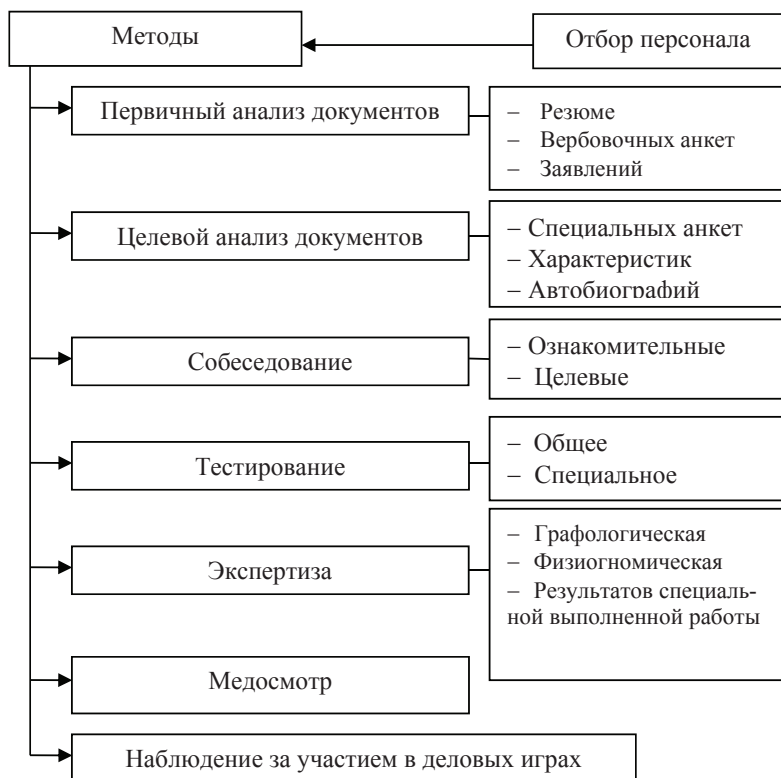 Методы
Отбор персонала
Первичный анализ документов
– Резюме
– Вербовочных анкет
– Заявлений
Целевой анализ документов
– Специальных анкет
– Характеристик
– Автобиографий
Собеседование
– Ознакомительные
– Целевые
Тестирование
– Общее
– Специальное
Экспертиза
– Графологическая
– Физиогномическая
– Результатов специаль-
ной выполненной работы
Медосмотр
Наблюдение за участием в деловых играх